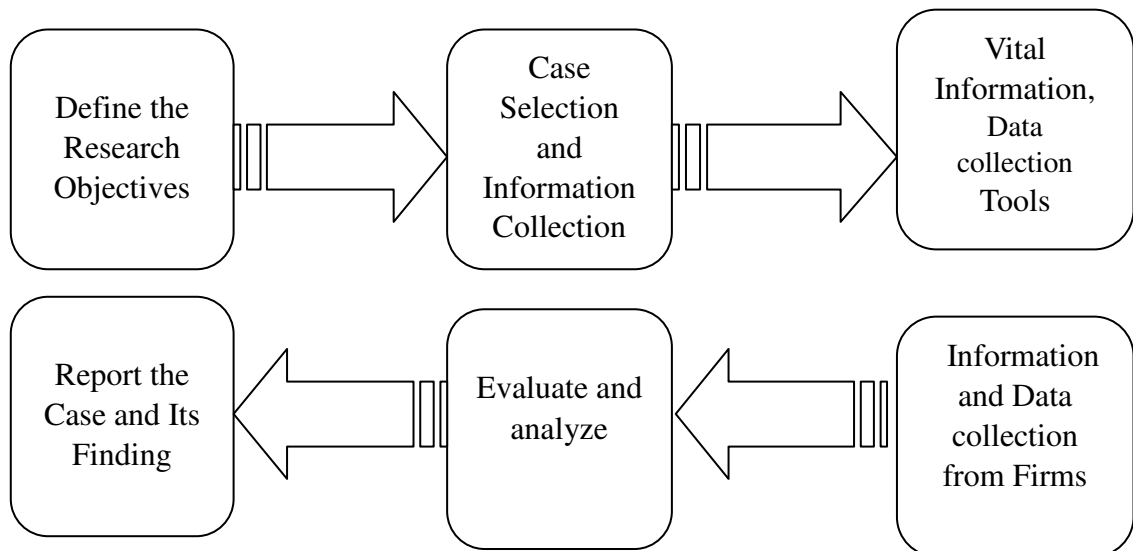 Define the
Research
Objectives
Case
Selection
and
Information
Collection
Vital
Information,
Data
collection
Tools
Report the
Case and Its
Finding
Evaluate and
analyze
Information
and Data
collection
from Firms